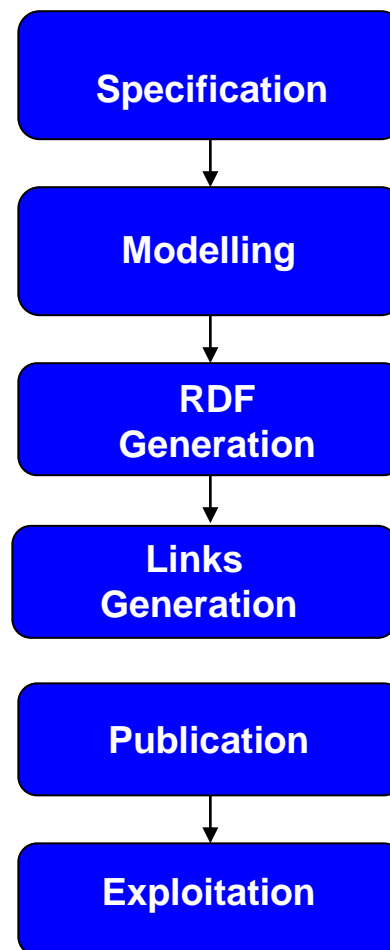 Specification
Modelling
RDF
Generation
Links
Generation
Publication
Exploitation